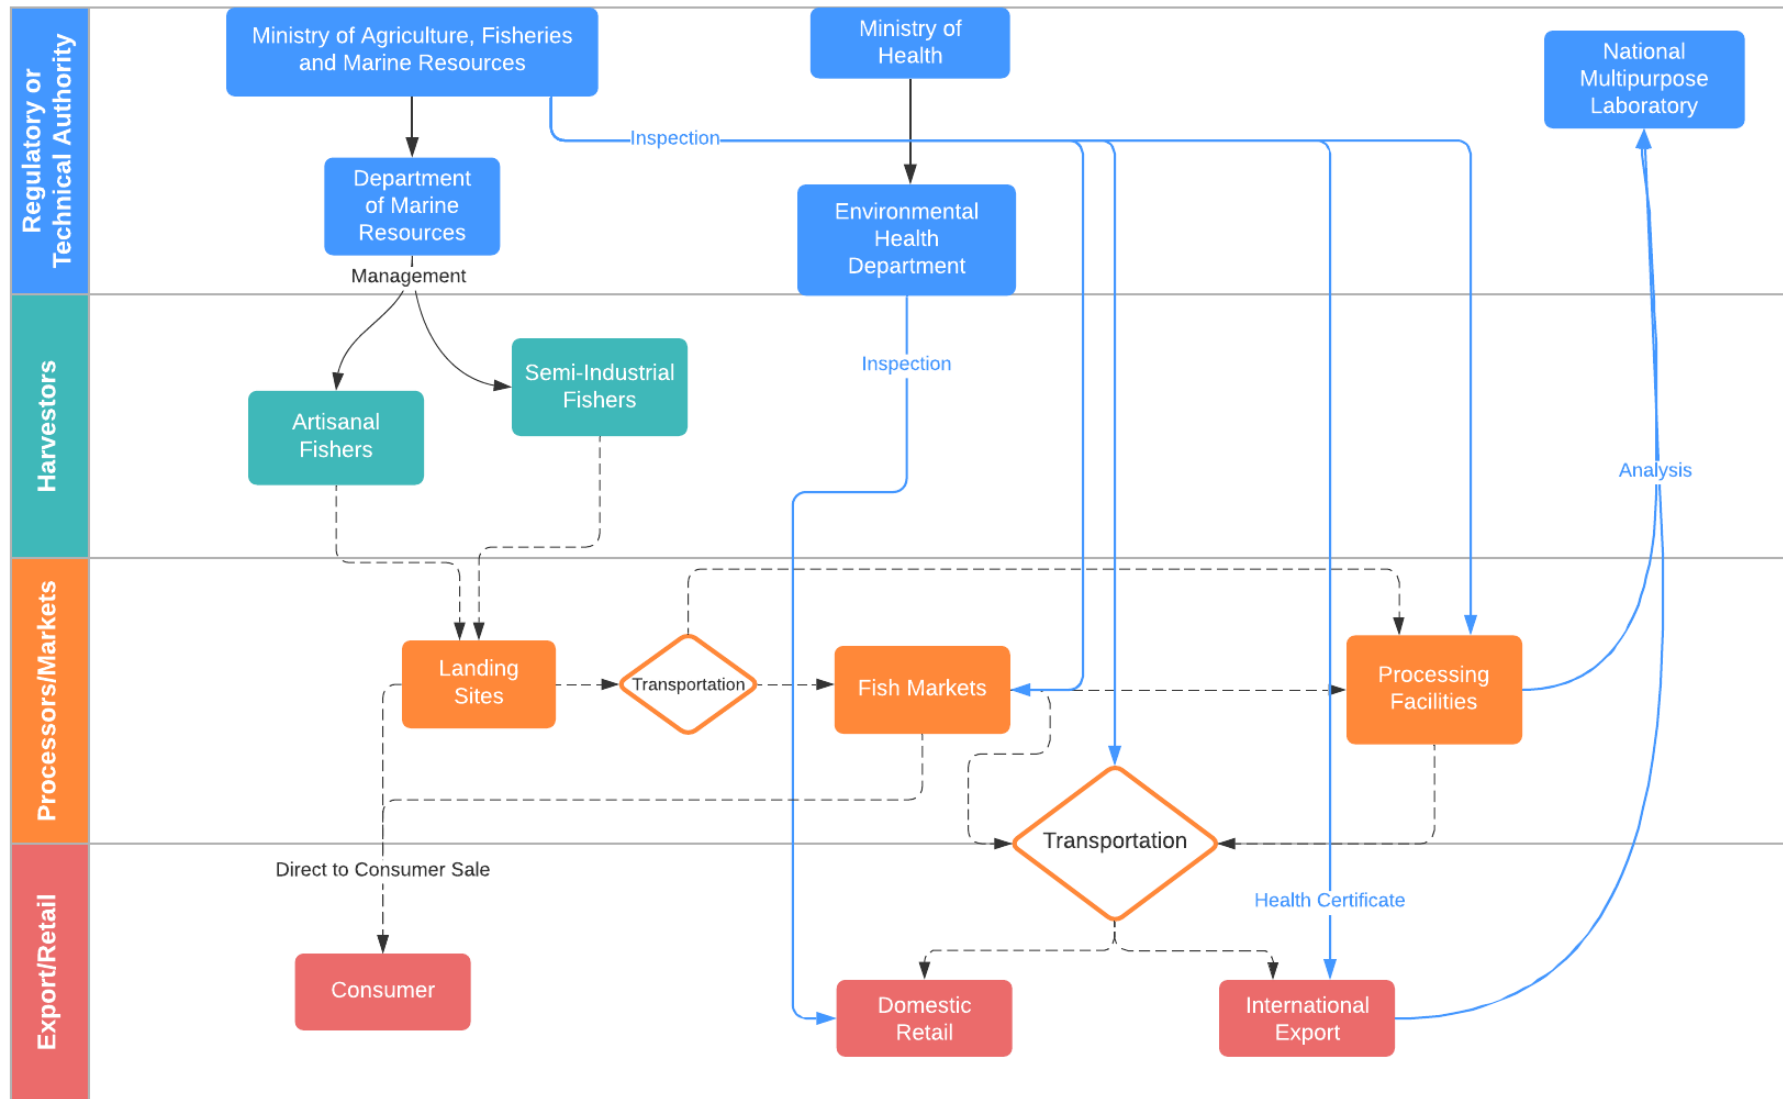 Regulatory or
Technical Authority
Ministry of Agriculture, Fisheries
and Marine Resources
Ministry of
Health
National
Multipurpose
Laboratory
Inspection
Department
of Marine
Resources
Environmental
Health
Department
Management
Harvestors
Semi-Industrial
Fishers
Inspection
Artisanal
Fishers
Analysis
Processors/Markets
Landing
Sites
Transportation
Fish Markets
Processing
Facilities
Transportation
Export/Retail
Direct to Consumer Sale
Health Certificate
Consumer
Domestic
Retail
International
Export